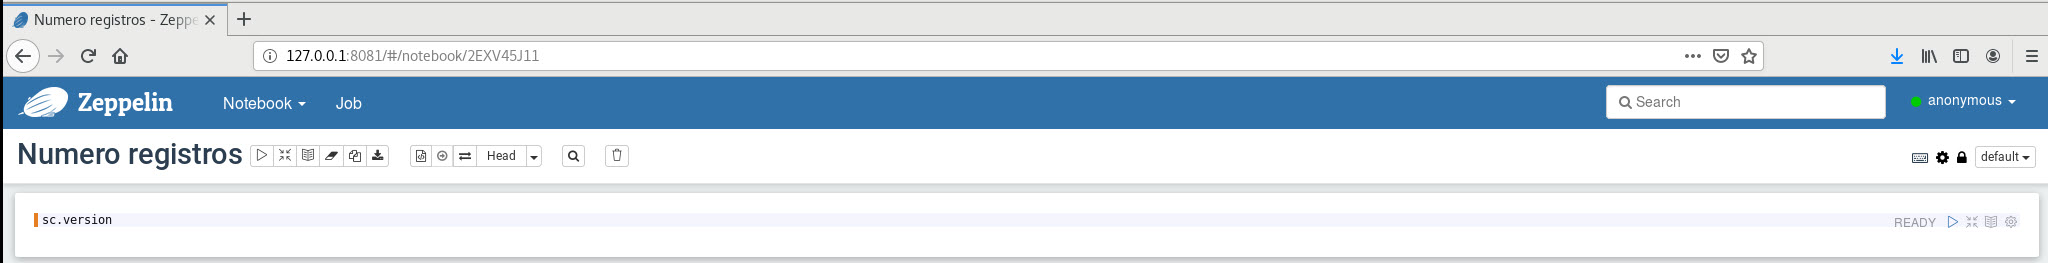 Numero registros - Zeppe
127.0.0.1:8081/#/notebook/2EXV45J11
Zeppelin Notebook Job Search anonymous
Numero registros Head default
sc.version READY